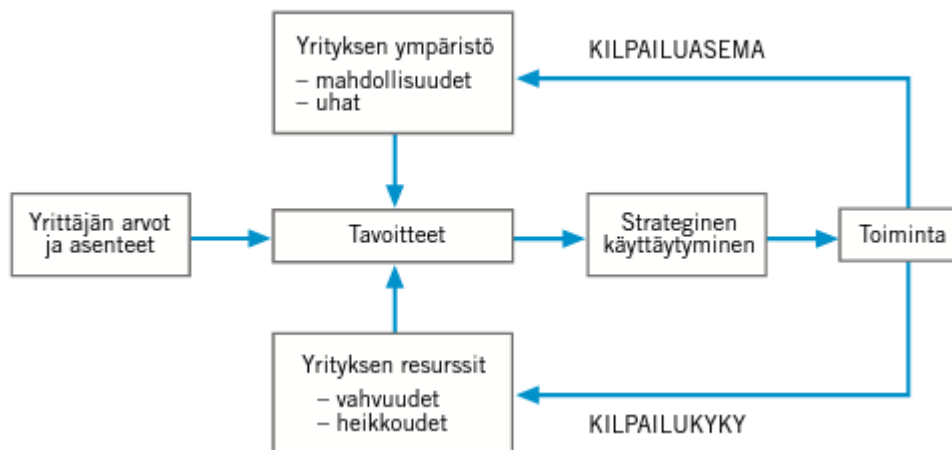 Yrityksen ympäristö
– mahdollisuudet
– uhat
KILPAILUASEMA
Yrittäjän arvot
ja asenteet
Tavoitteet
Strateginen
käyttäytyminen
Toiminta
Yrityksen resurssit
– vahvuudet
– heikkoudet
KILPAILUKYKY